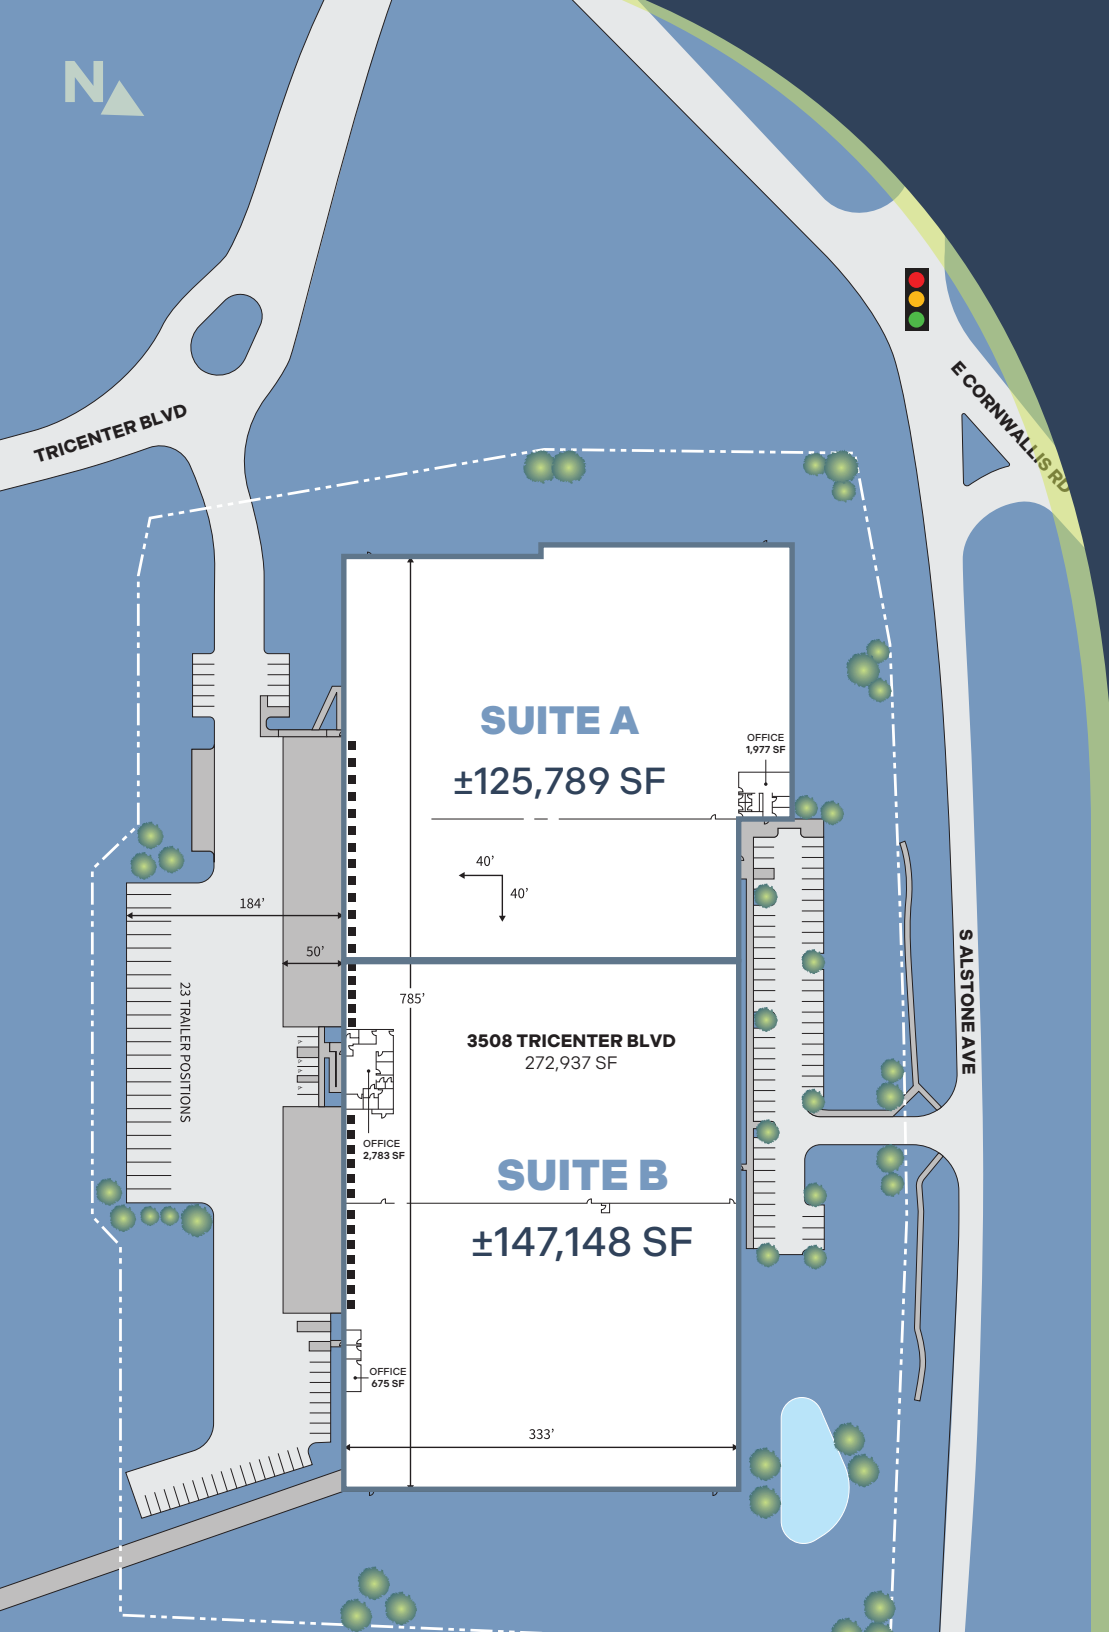 N
TRICENTER BLVD
E CORNWALLIS RD
SUITE A
±125,789 SF
OFFICE
1,977 SF
40’
40’
184’
50’
785’
23 TRAILER POSITIONS
S ALSTONE AVE
3508 TRICENTER BLVD
272,937 SF
OFFICE
2,783 SF
SUITE B
±147,148 SF
OFFICE
675 SF
333’